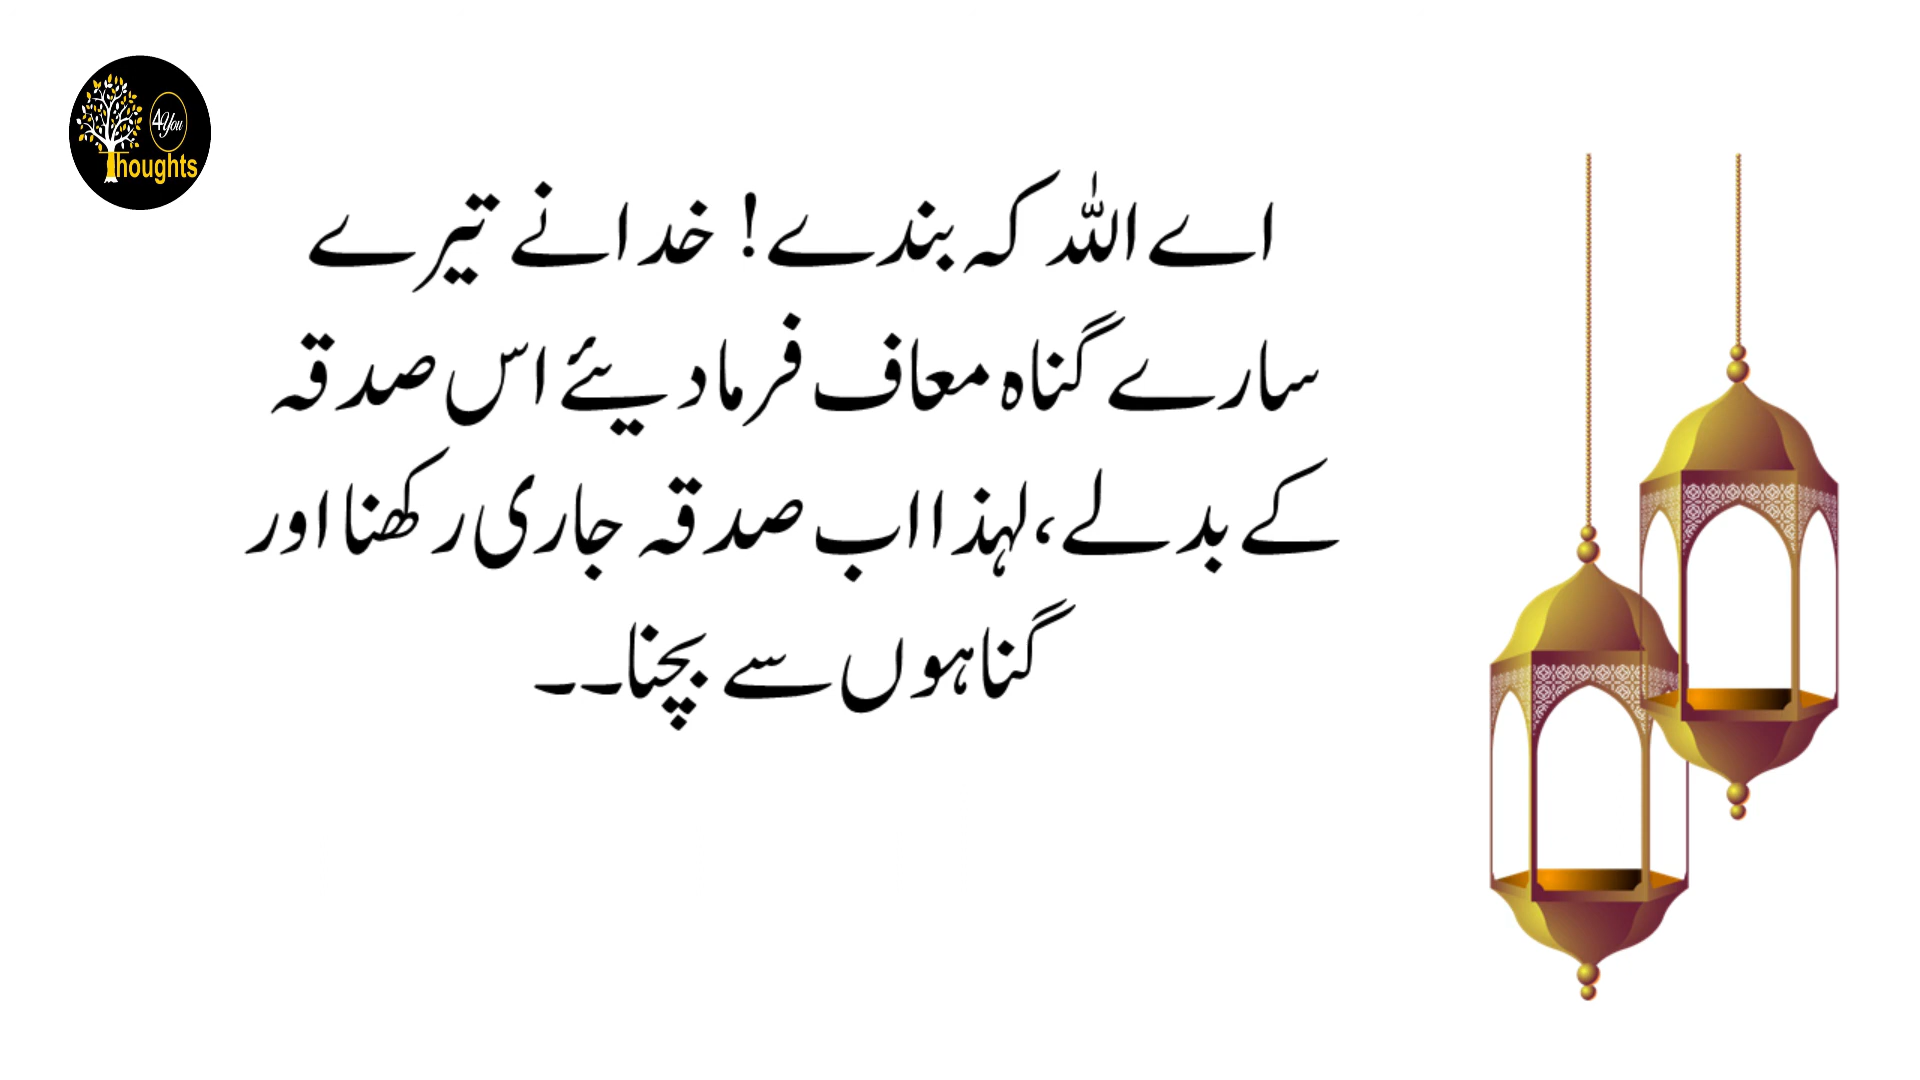 4You
Thoughts
اے اللہ کہ بندے! خدا نے تیرے
سارے گناہ معاف فرما دیئے اس صدقہ
کے بدلے، لہذا اب صدقہ جاری رکھنا اور
گناہوں سے بچنا۔۔